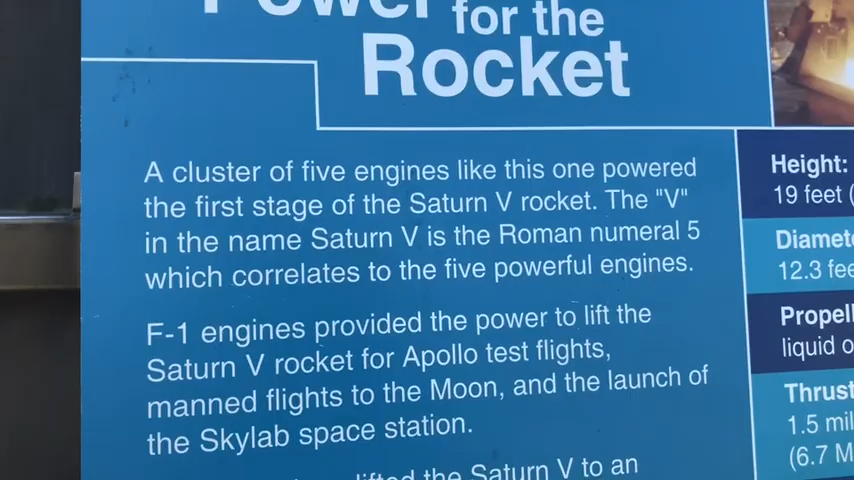 Power
for the
Rocket
A cluster of five engines like this one powered
the first stage of the Saturn V rocket. The "V"
in the name Saturn V is the Roman numeral 5
which correlates to the five powerful engines.
F-1 engines provided the power to lift the
Saturn V rocket for Apollo test flights,
manned flights to the Moon, and the launch of
the Skylab space station.
lifted the Saturn V to an
Height:
19 feet (
Diamete
12.3 fee
Propell
liquid o
Thrust
1.5 mil
(6.7 M